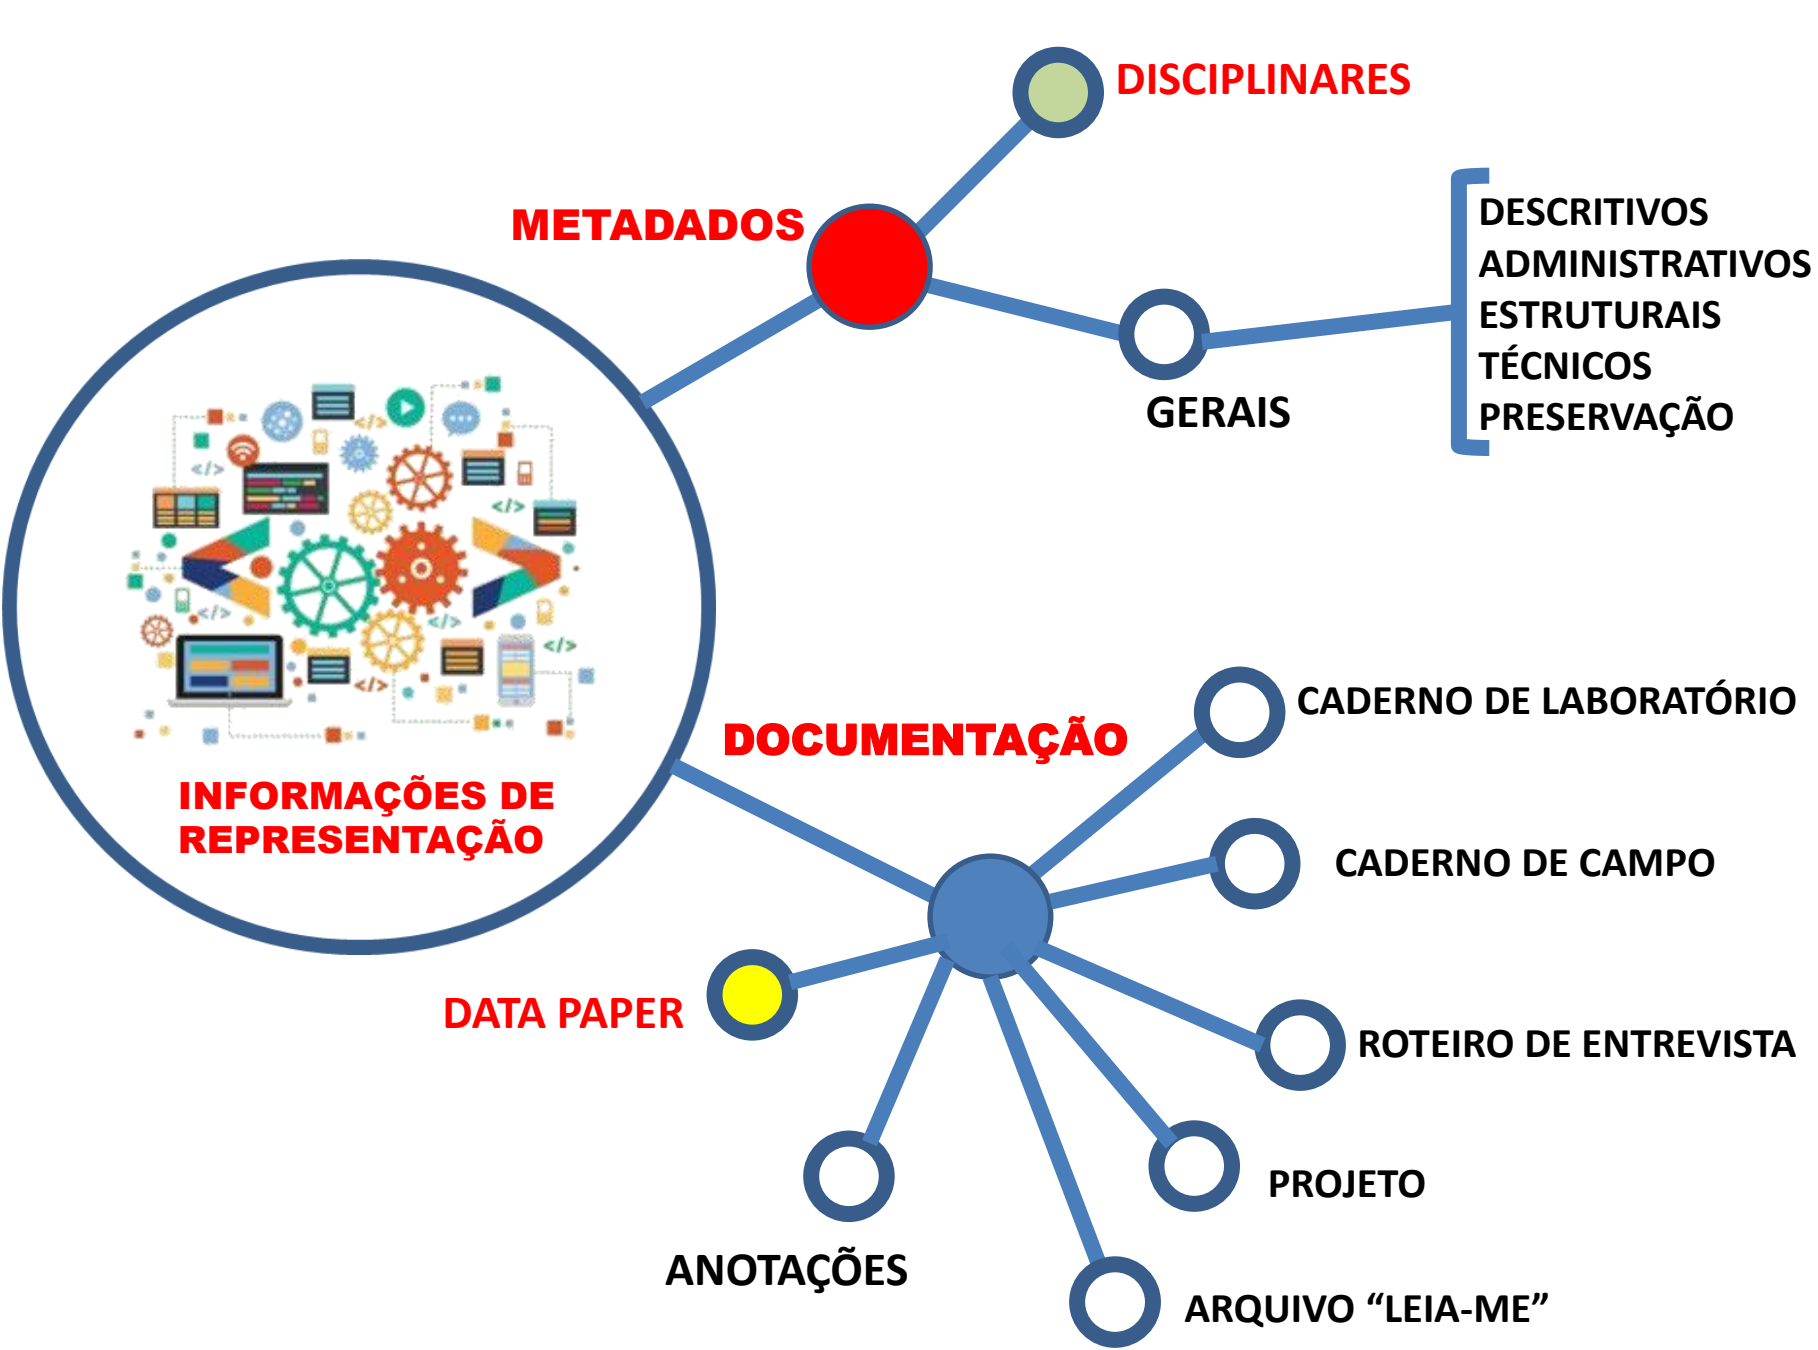 DISCIPLINARES
METADADOS
DESCRITIVOS
ADMINISTRATIVOS
ESTRUTURAIS
TÉCNICOS
PRESERVAÇÃO
GERAIS
INFORMAÇÕES DE
REPRESENTAÇÃO
DOCUMENTAÇÃO
CADERNO DE LABORATÓRIO
CADERNO DE CAMPO
DATA PAPER
ROTEIRO DE ENTREVISTA
PROJETO
ANOTAÇÕES
ARQUIVO “LEIA-ME”